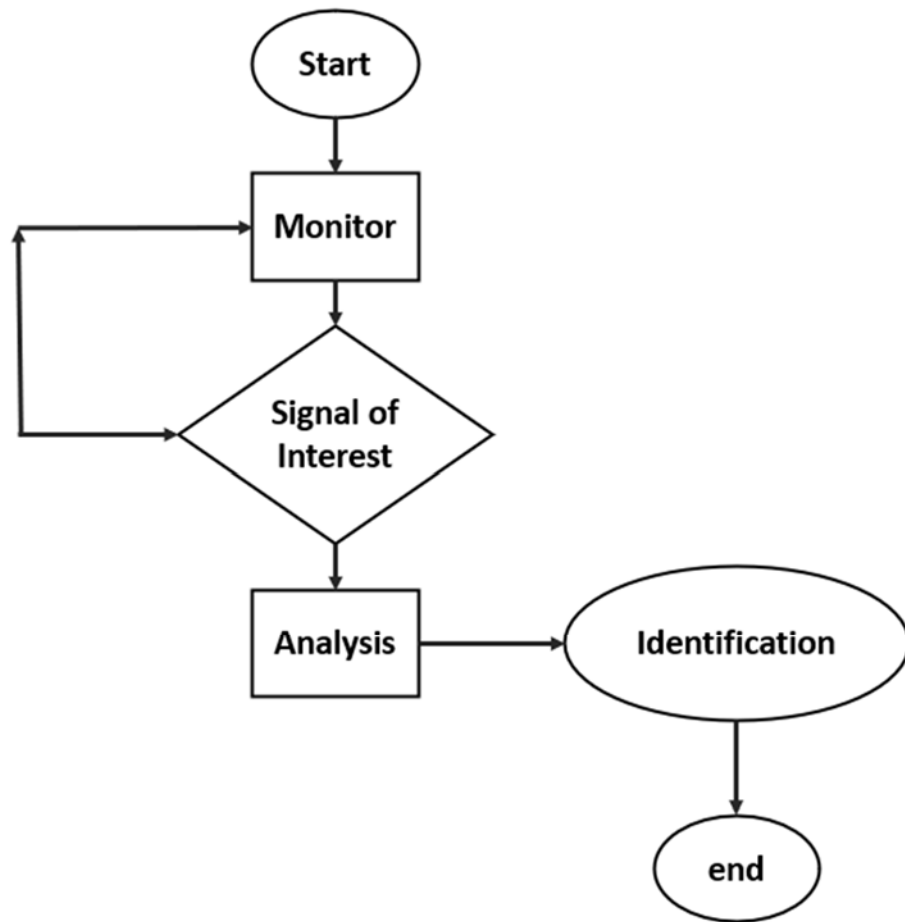 Start
Monitor
Signal of
Interest
Analysis
Identification
end